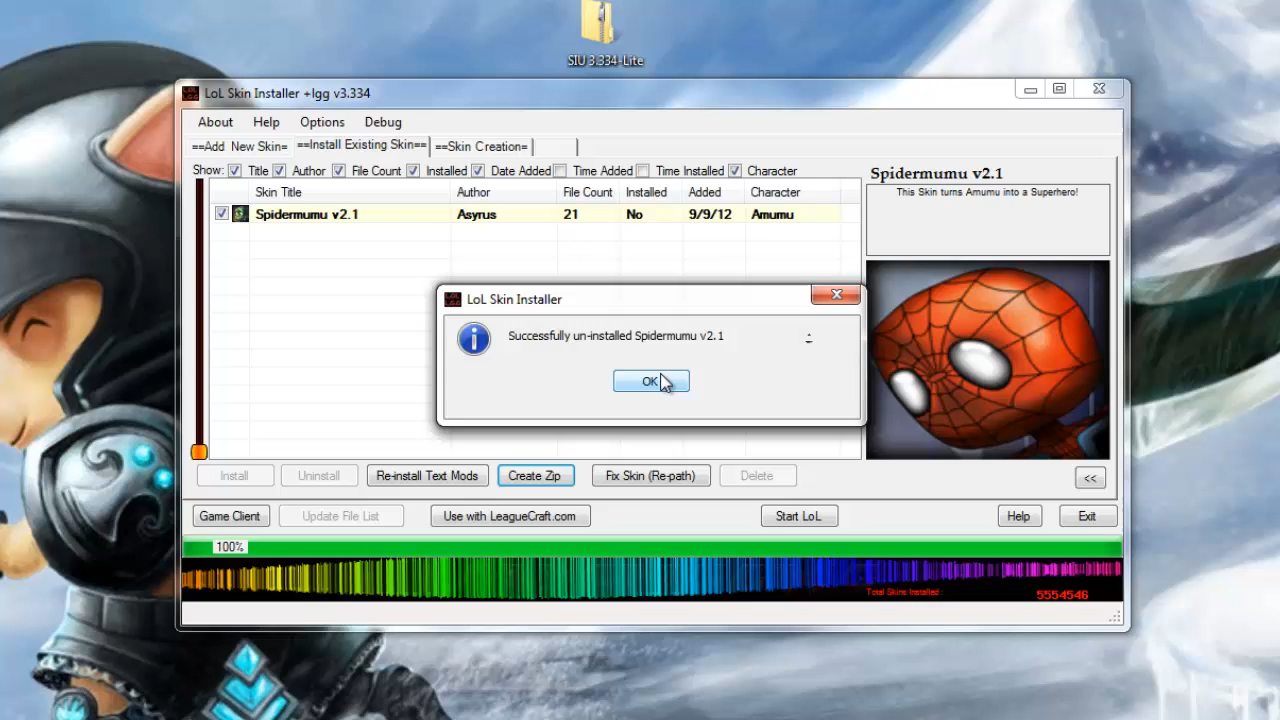 SIU 3.334-Lite
LoL Skin Installer +lgg v3.334
About Help Options Debug
==Add New Skin= ==Install Existing Skin== =Skin Creation=
Show: Title Author File Count Installed Date Added Time Added Time Installed Character
Skin Title Author File Count Installed Added Character
Spidermumu v2.1 Asyrus 21 No 9/9/12 Amumu
Spidermumu v2.1
This Skin turns Amumu into a Superhero!
LoL Skin Installer
Successfully un-installed Spidermumu v2.1
OK
Install Uninstall Re-install Text Mods Create Zip Fix Skin (Re-path) Delete <<
Game Client Update File List Use with LeagueCraft.com Start LoL Help Exit
100%
Total Skins Installed: 5554546